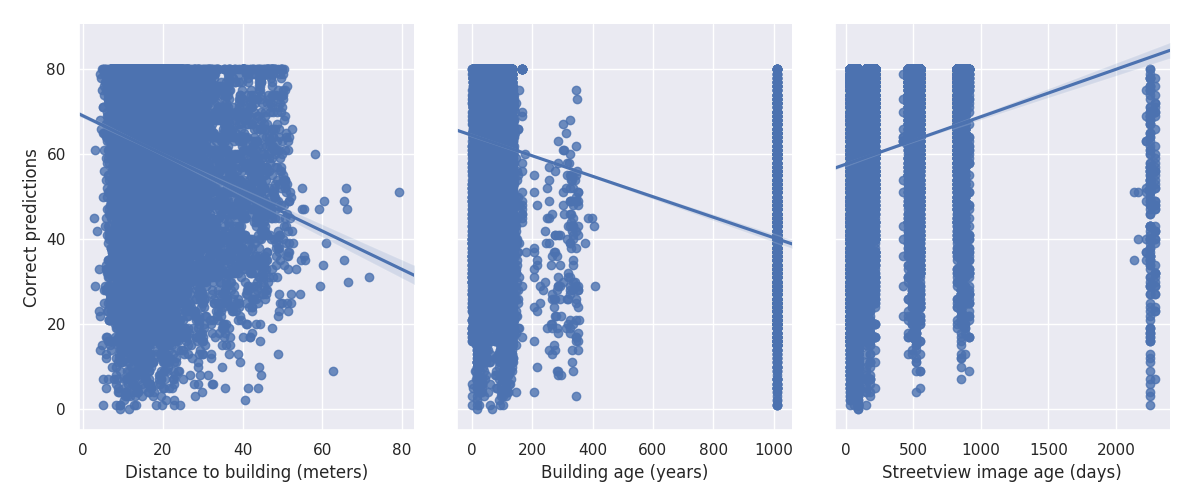 Correct predictions
80
60
40
20
0
0 20 40 60 80
Distance to building (meters)
0 200 400 600 800 1000
Building age (years)
0 500 1000 1500 2000
Streetview image age (days)